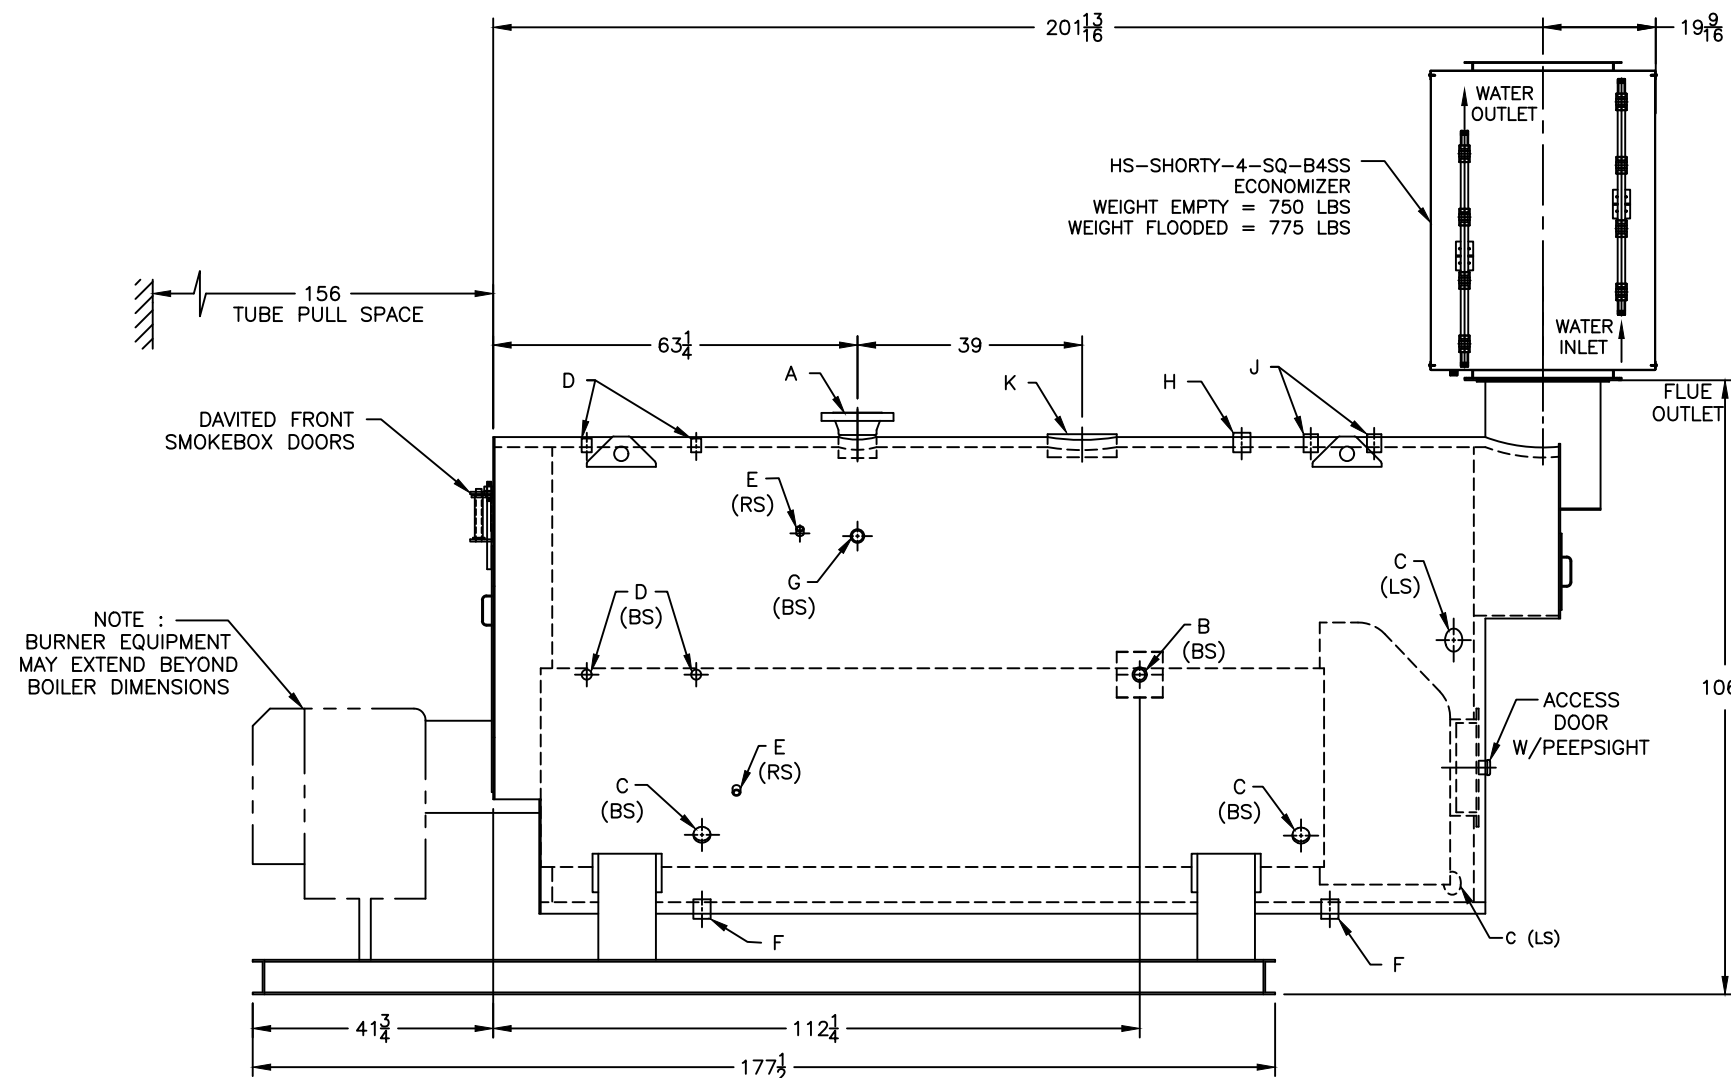 201 13/16
19 9/16
WATER
OUTLET
HS-SHORTY-4-SQ-B4SS
ECONOMIZER
WEIGHT EMPTY = 750 LBS
WEIGHT FLOODED = 775 LBS
156
TUBE PULL SPACE
WATER
INLET
63 1/4
39
D
A
K
H
J
FLUE
OUTLET
DAVITED FRONT
SMOKEBOX DOORS
E
(RS)
G
(BS)
C
(LS)
D
(BS)
B
(BS)
NOTE :
BURNER EQUIPMENT
MAY EXTEND BEYOND
BOILER DIMENSIONS
106
ACCESS
DOOR
W/PEEPSIGHT
E
(RS)
C
(BS)
C
(BS)
F
F
C (LS)
41 3/4
112 1/4
177 1/2